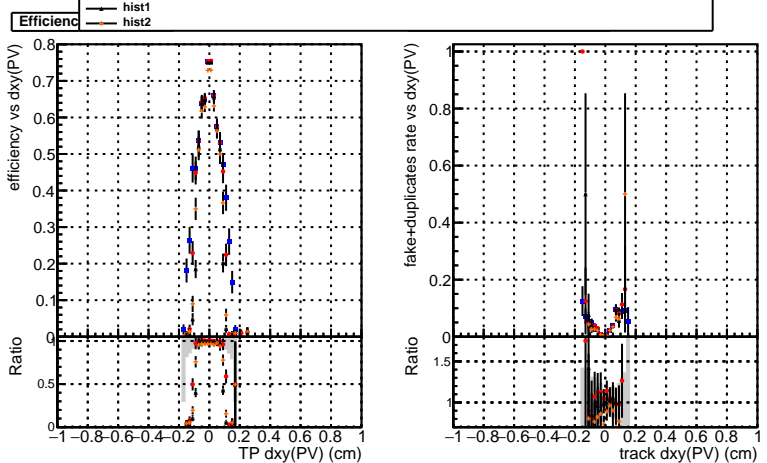 hist1
Efficienc
hist2
efficiency vs dxy(PV)
0.8
0.7
0.6
0.5
0.4
0.3
0.2
0.1
0
Ratio
1
0.5
0
−1 −0.8 −0.6 −0.4 −0.2 0 0.2 0.4 0.6 0.8 1
TP dxy(PV) (cm)
fake+duplicates rate vs dxy(PV)
1
0.8
0.6
0.4
0.2
0
Ratio
1.5
1
−1 −0.8 −0.6 −0.4 −0.2 0 0.2 0.4 0.6 0.8 1
track dxy(PV) (cm)